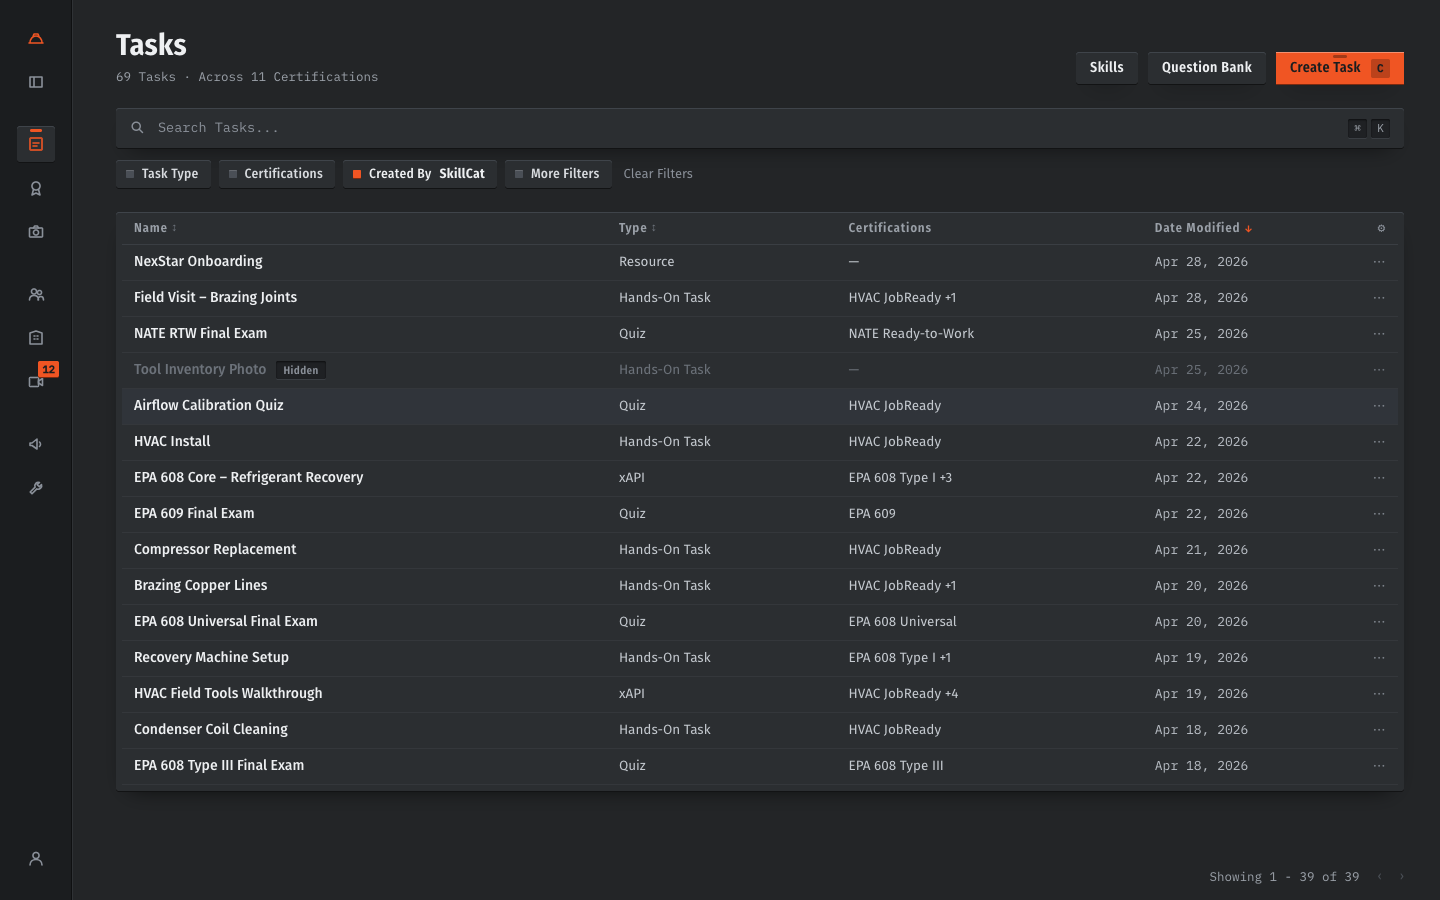 Tasks
69 Tasks · Across 11 Certifications
Skills
Question Bank
Create Task C
Search Tasks...
⌘ K
Task Type
Certifications
Created By SkillCat
More Filters
Clear Filters
Name Type Certifications Date Modified ↓
NexStar Onboarding Resource — Apr 28, 2026
Field Visit – Brazing Joints Hands-On Task HVAC JobReady +1 Apr 28, 2026
NATE RTW Final Exam Quiz NATE Ready-to-Work Apr 25, 2026
Tool Inventory Photo Hidden Hands-On Task — Apr 25, 2026
Airflow Calibration Quiz Quiz HVAC JobReady Apr 24, 2026
HVAC Install Hands-On Task HVAC JobReady Apr 22, 2026
EPA 608 Core – Refrigerant Recovery xAPI EPA 608 Type I +3 Apr 22, 2026
EPA 609 Final Exam Quiz EPA 609 Apr 22, 2026
Compressor Replacement Hands-On Task HVAC JobReady Apr 21, 2026
Brazing Copper Lines Hands-On Task HVAC JobReady +1 Apr 20, 2026
EPA 608 Universal Final Exam Quiz EPA 608 Universal Apr 20, 2026
Recovery Machine Setup Hands-On Task EPA 608 Type I +1 Apr 19, 2026
HVAC Field Tools Walkthrough xAPI HVAC JobReady +4 Apr 19, 2026
Condenser Coil Cleaning Hands-On Task HVAC JobReady Apr 18, 2026
EPA 608 Type III Final Exam Quiz EPA 608 Type III Apr 18, 2026
12
Showing 1 - 39 of 39 ‹ ›